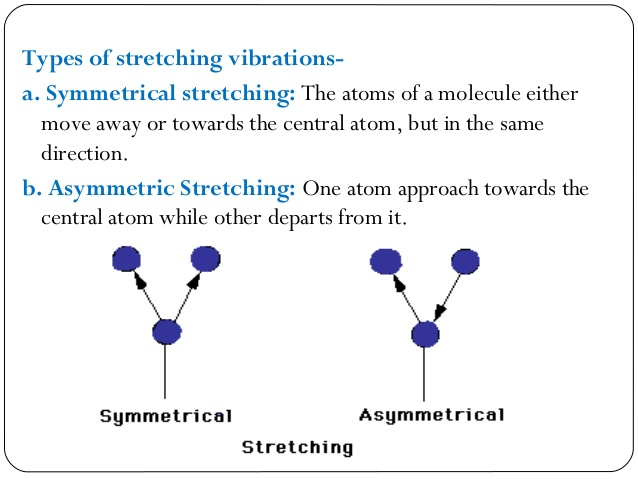 Types of stretching vibrations-
a. Symmetrical stretching: The atoms of a molecule either
move away or towards the central atom, but in the same
direction.
b. Asymmetric Stretching: One atom approach towards the
central atom while other departs from it.
Symmetrical
Asymmetrical
Stretching